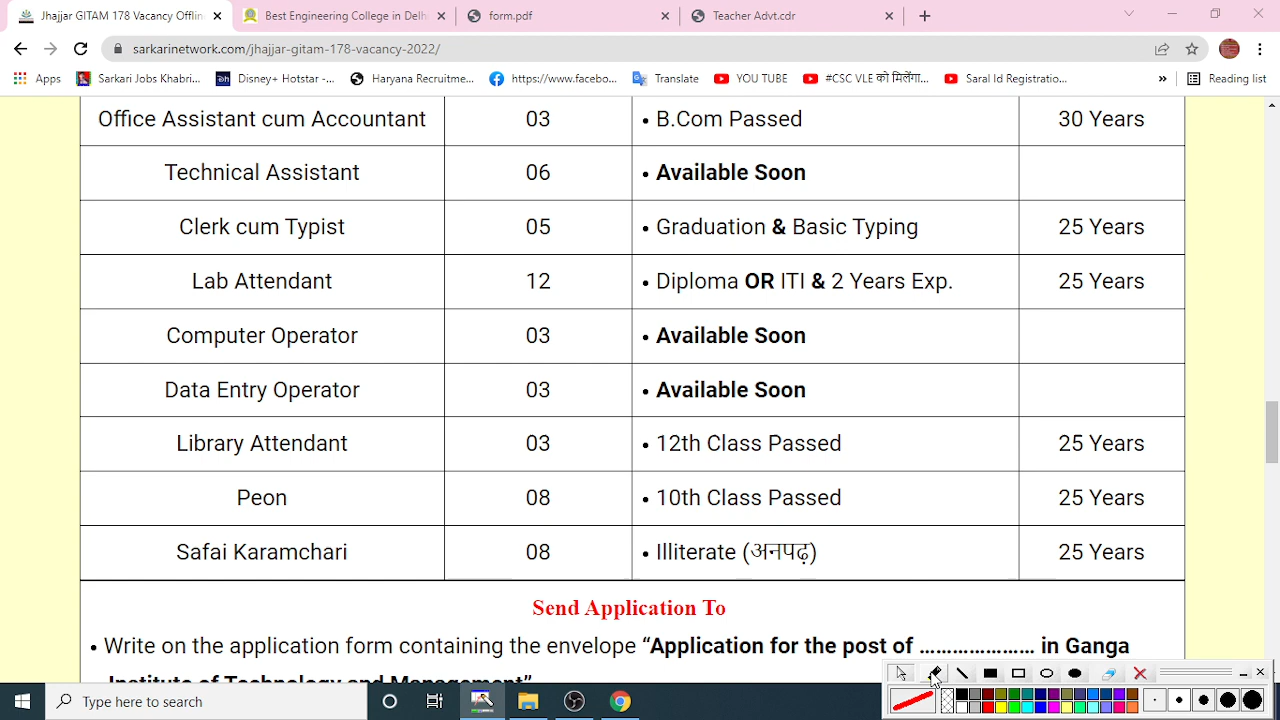 Jhajjar GITAM 178 Vacancy Offlin
Best Engineering College in Delh
form.pdf
Teacher Advt.cdr
sarkarinetwork.com/jhajjar-gitam-178-vacancy-2022/
Apps
Sarkari Jobs Khabri...
Disney+ Hotstar -...
Haryana Recruitme...
https://www.facebo...
Translate
YOU TUBE
#CSC VLE को मिलेंगा...
Saral Id Registratio...
»
Reading list
Office Assistant cum Accountant 03 • B.Com Passed 30 Years
Technical Assistant 06 • Available Soon
Clerk cum Typist 05 • Graduation & Basic Typing 25 Years
Lab Attendant 12 • Diploma OR ITI & 2 Years Exp. 25 Years
Computer Operator 03 • Available Soon
Data Entry Operator 03 • Available Soon
Library Attendant 03 • 12th Class Passed 25 Years
Peon 08 • 10th Class Passed 25 Years
Safai Karamchari 08 • Illiterate (अनपढ़) 25 Years
Send Application To
• Write on the application form containing the envelope “Application for the post of ………………… in Ganga
Institute of Technology and Management”
Type here to search